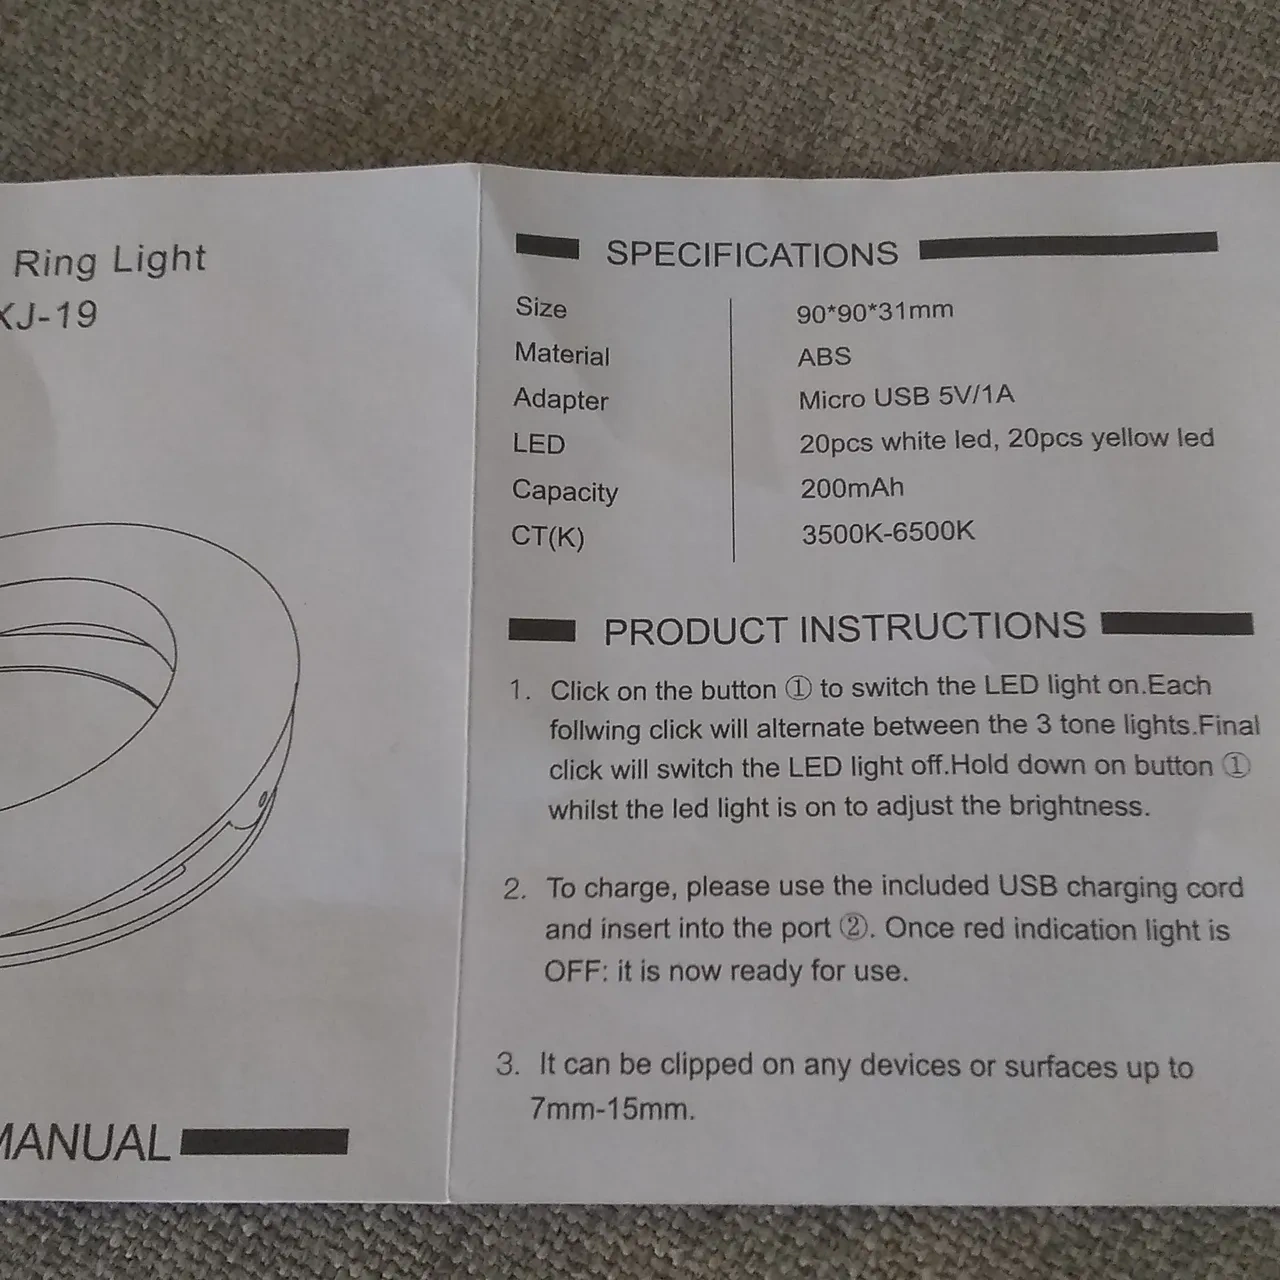 Ring Light
XJ-19
MANUAL
SPECIFICATIONS
Size 90*90*31mm
Material ABS
Adapter Micro USB 5V/1A
LED 20pcs white led, 20pcs yellow led
Capacity 200mAh
CT(K) 3500K-6500K
PRODUCT INSTRUCTIONS
1. Click on the button ① to switch the LED light on.Each
follwing click will alternate between the 3 tone lights.Final
click will switch the LED light off.Hold down on button ①
whilst the led light is on to adjust the brightness.
2. To charge, please use the included USB charging cord
and insert into the port ②. Once red indication light is
OFF: it is now ready for use.
3. It can be clipped on any devices or surfaces up to
7mm-15mm.